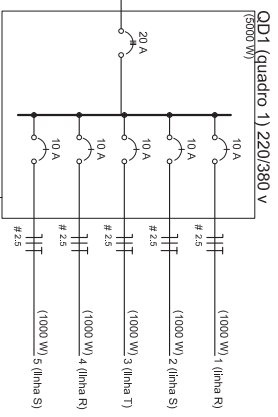 QD1 (quadro 1) 220/380 v
(5000 W)
20 A
10 A
10 A
10 A
10 A
10 A
# 2.5
# 2.5
# 2.5
# 2.5
# 2.5
(1000 W)
1 (linha R)
(1000 W)
2 (linha S)
(1000 W)
3 (linha T)
(1000 W)
4 (linha R)
(1000 W)
5 (linha S)